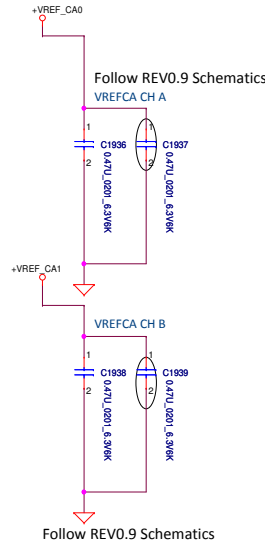 +VREF_CA0
Follow REV0.9 Schematics
VREFCA CH A
1
1
C1936
C1937
2
2
0.47U_0201_6.3V6K
0.47U_0201_6.3V6K
+VREF_CA1
VREFCA CH B
1
1
C1938
C1939
2
2
0.47U_0201_6.3V6K
0.47U_0201_6.3V6K
Follow REV0.9 Schematics